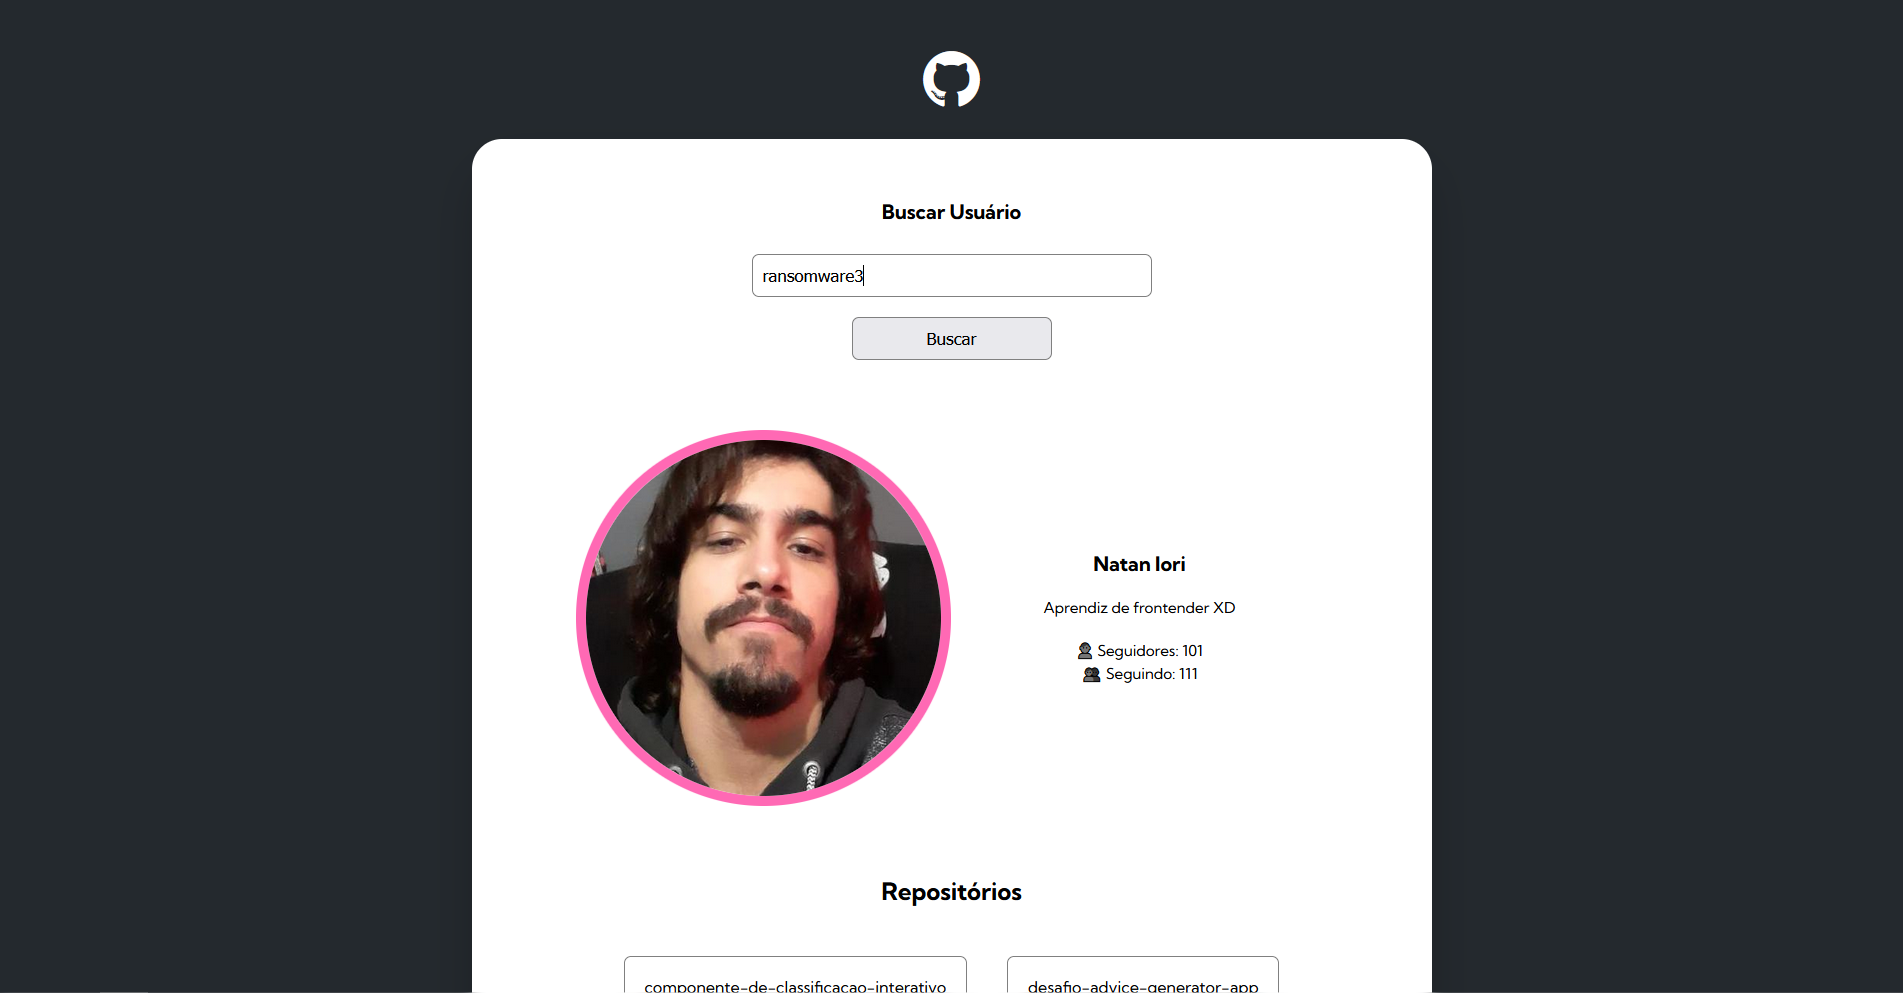 Buscar Usuário
ransomware3
Buscar
Natan Iori
Aprendiz de frontender XD
Seguidores: 101
Seguindo: 111
Repositórios
componente-de-classificacao-interativo
desafio-advice-generator-app